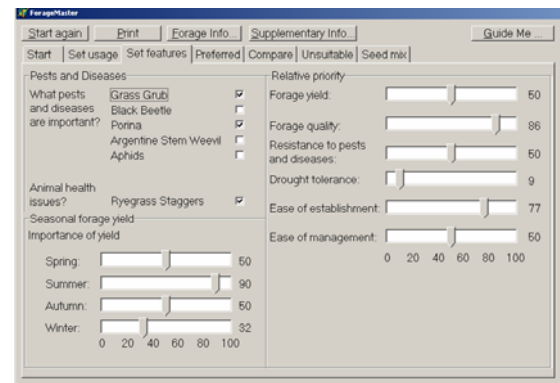 ForageMaster
Start again Print Forage Info... Supplementary Info... Guide Me ...
Start Set usage Set features Preferred Compare Unsuitable Seed mix
Pests and Diseases
What pests and diseases are important?
Grass Grub
Black Beetle
Porina
Argentine Stem Weevil
Aphids
Animal health issues?
Ryegrass Staggers
Seasonal forage yield
Importance of yield
Spring: 50
Summer: 90
Autumn: 50
Winter: 32
0 20 40 60 80 100
Relative priority
Forage yield: 50
Forage quality: 86
Resistance to pests and diseases: 50
Drought tolerance: 9
Ease of establishment: 77
Ease of management: 50
0 20 40 60 80 100